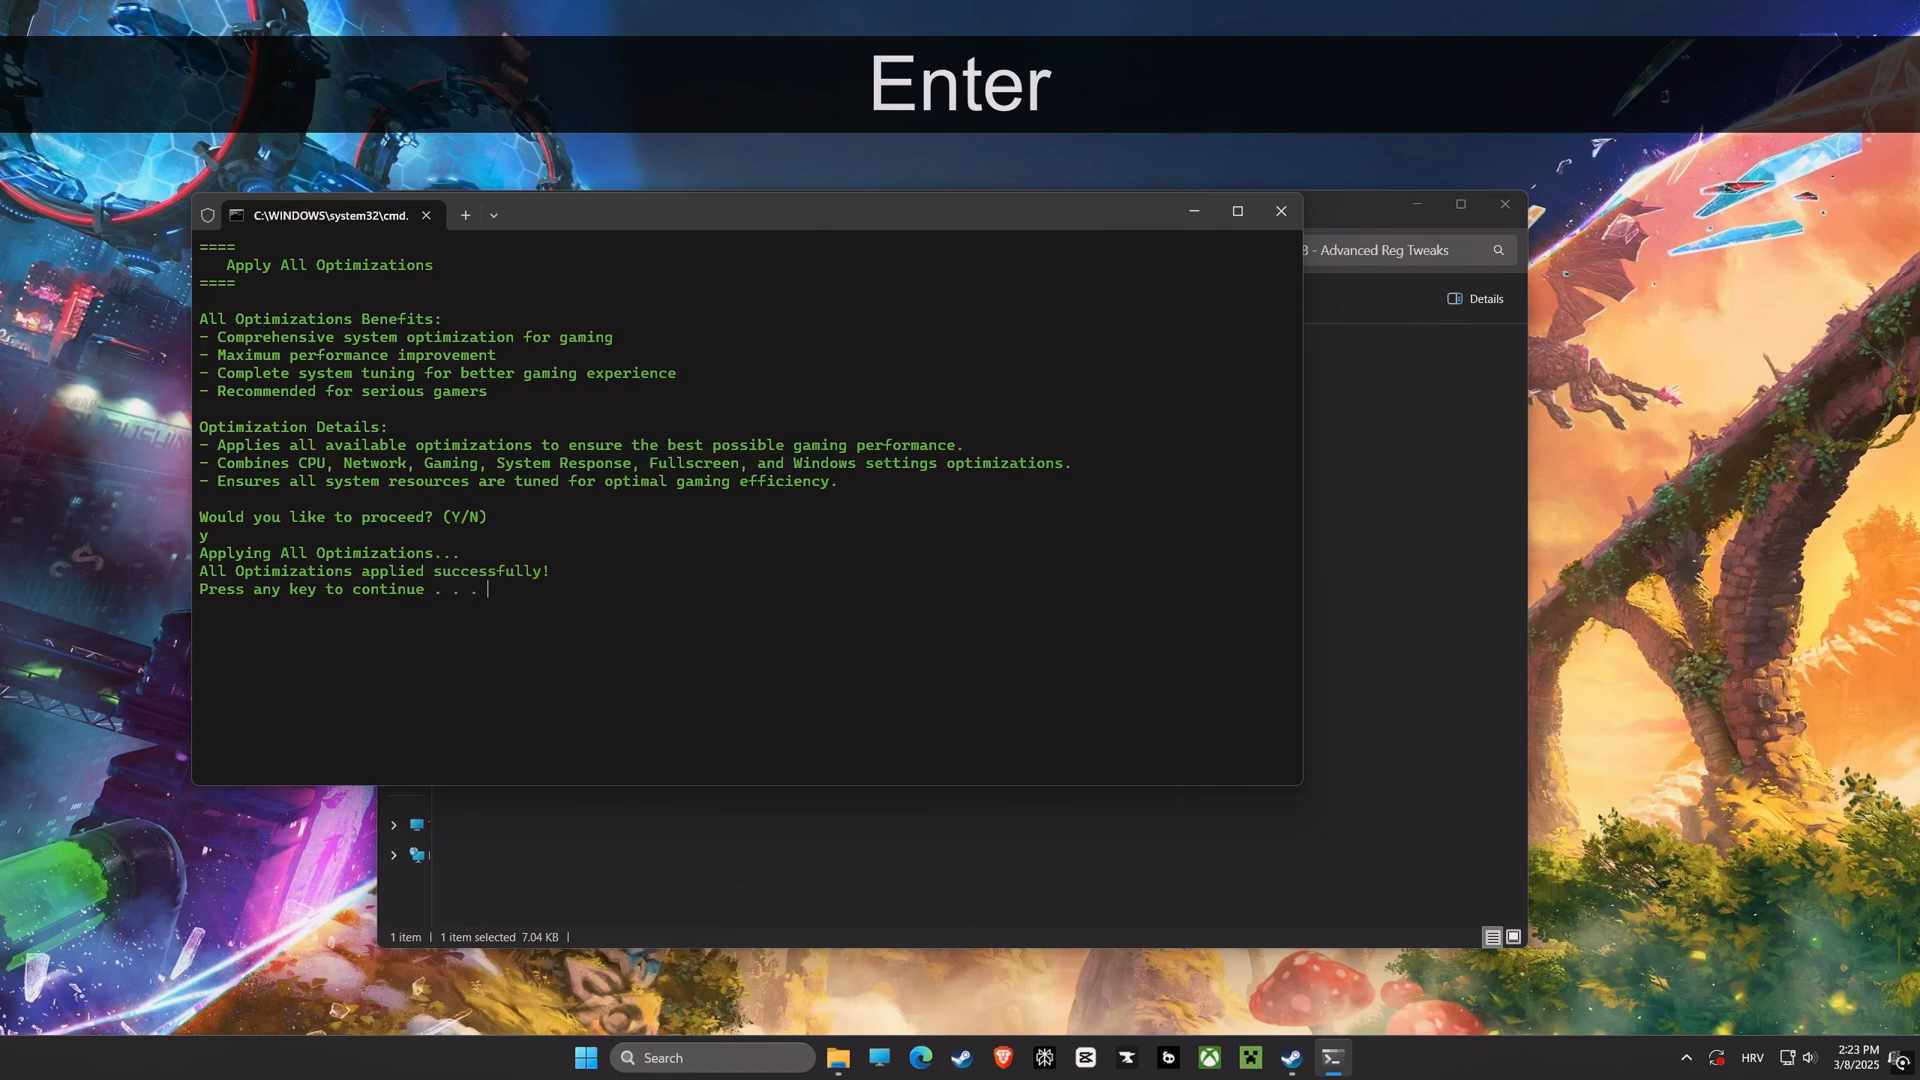 Enter
C:\WINDOWS\system32\cmd.
- Advanced Reg Tweaks
Details
====
Apply All Optimizations
====
All Optimizations Benefits:
- Comprehensive system optimization for gaming
- Maximum performance improvement
- Complete system tuning for better gaming experience
- Recommended for serious gamers
Optimization Details:
- Applies all available optimizations to ensure the best possible gaming performance.
- Combines CPU, Network, Gaming, System Response, Fullscreen, and Windows settings optimizations.
- Ensures all system resources are tuned for optimal gaming efficiency.
Would you like to proceed? (Y/N)
y
Applying All Optimizations...
All Optimizations applied successfully!
Press any key to continue . . .
1 item | 1 item selected 7.04 KB |
Search
HRV
2:23 PM
3/8/2025